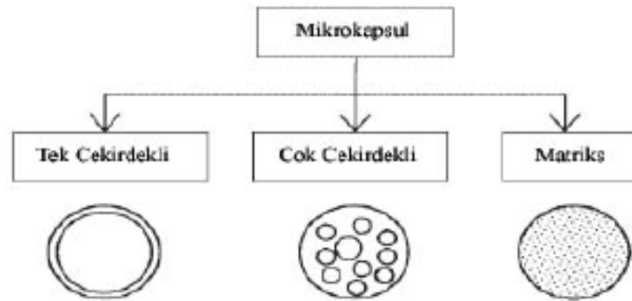 Mikrokapsul
Tek Cekirdekli
Cok Cekirdekli
Matriks